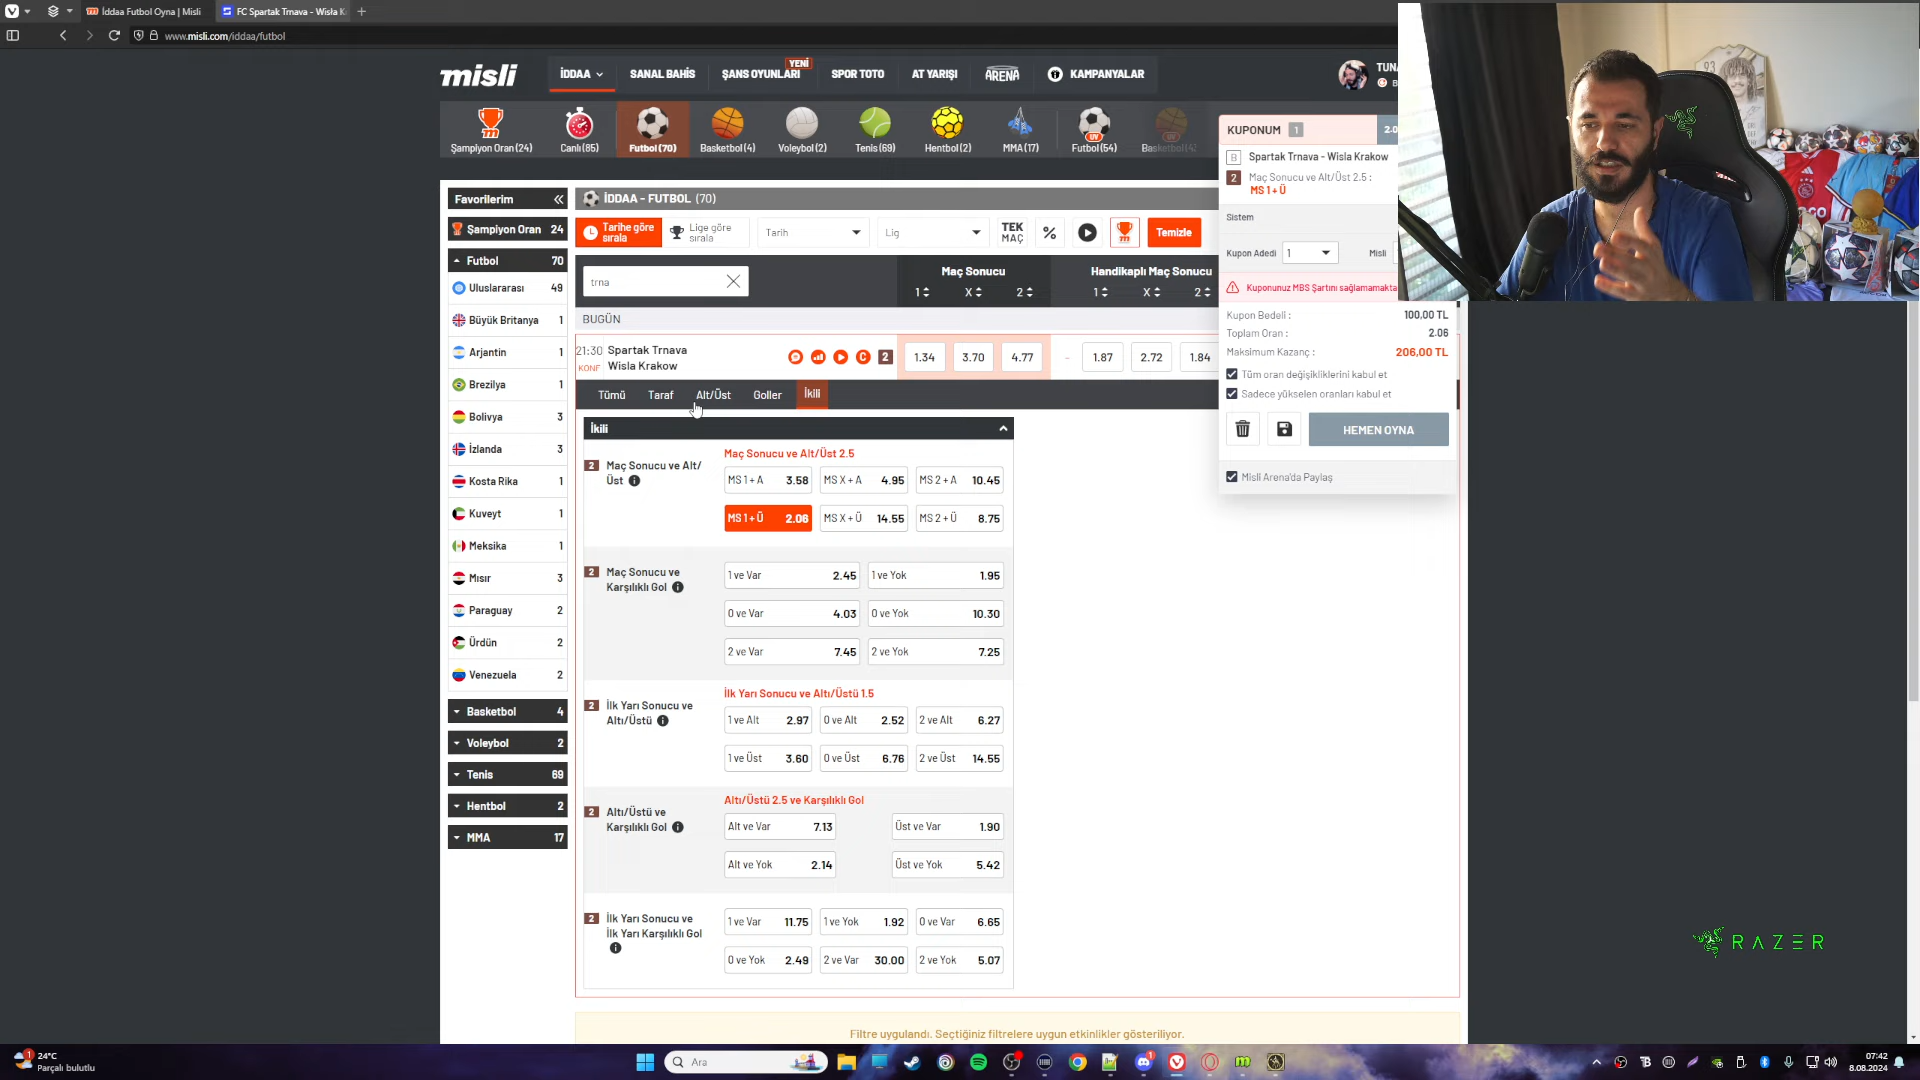 İddaa Futbol Oyna | Misli
FC Spartak Trnava - Wisła K
www.misli.com/iddaa/futbol
misli
İDDAA
SANAL BAHİS
ŞANS OYUNLARI
YENİ
SPOR TOTO
AT YARIŞI
ARENA
KAMPANYALAR
TUNA
Şampiyon Oran (24)
Canlı (85)
Futbol (70)
Basketbol (4)
Voleybol (2)
Tenis (69)
Hentbol (2)
MMA (17)
Futbol (54)
Favorilerim
Şampiyon Oran 24
Futbol 70
Uluslararası 49
Büyük Britanya 1
Arjantin 1
Brezilya 1
Bolivya 3
İzlanda 3
Kosta Rika 1
Kuveyt 1
Meksika 1
Mısır 3
Paraguay 2
Ürdün 2
Venezuela 2
Basketbol 4
Voleybol 2
Tenis 69
Hentbol 2
MMA 17
İDDAA - FUTBOL (70)
Tarihe göre sırala
Lige göre sırala
Tarih
Lig
TEK MAÇ
%
Temizle
trna
Maç Sonucu
Handikaplı Maç Sonucu
1 X 2 1 X 2
BUGÜN
21:30 Spartak Trnava
KONF Wisla Krakow
C 2 1.34 3.70 4.77 - 1.87 2.72 1.84
Tümü Taraf Alt/Üst Goller İkili
İkili
2 Maç Sonucu ve Alt/Üst
Maç Sonucu ve Alt/Üst 2.5
MS 1 + A 3.58 MS X + A 4.95 MS 2 + A 10.45
MS 1 + Ü 2.06 MS X + Ü 14.55 MS 2 + Ü 8.75
2 Maç Sonucu ve Karşılıklı Gol
1 ve Var 2.45 1 ve Yok 1.95
0 ve Var 4.03 0 ve Yok 10.30
2 ve Var 7.45 2 ve Yok 7.25
2 İlk Yarı Sonucu ve Altı/Üstü
İlk Yarı Sonucu ve Altı/Üstü 1.5
1 ve Alt 2.97 0 ve Alt 2.52 2 ve Alt 6.27
1 ve Üst 3.60 0 ve Üst 6.76 2 ve Üst 14.55
2 Altı/Üstü ve Karşılıklı Gol
Altı/Üstü 2.5 ve Karşılıklı Gol
Alt ve Var 7.13 Üst ve Var 1.90
Alt ve Yok 2.14 Üst ve Yok 5.42
2 İlk Yarı Sonucu ve İlk Yarı Karşılıklı Gol
1 ve Var 11.75 1 ve Yok 1.92 0 ve Var 6.65
0 ve Yok 2.49 2 ve Var 30.00 2 ve Yok 5.07
Filtre uygulandı. Seçtiğiniz filtrelere uygun etkinlikler gösteriliyor.
KUPONUM 1
B Spartak Trnava - Wisla Krakow
2 Maç Sonucu ve Alt/Üst 2.5 :
MS 1 + Ü
Sistem
Kupon Adedi 1 Misli
Kuponunuz MBS Şartını sağlamamakta
Kupon Bedeli : 100,00 TL
Toplam Oran : 2.06
Maksimum Kazanç : 206,00 TL
Tüm oran değişikliklerini kabul et
Sadece yükselen oranları kabul et
HEMEN OYNA
Misli Arena'da Paylaş
93
RAZER
24°C
Parçalı bulutlu
Ara
07:42
8.08.2024